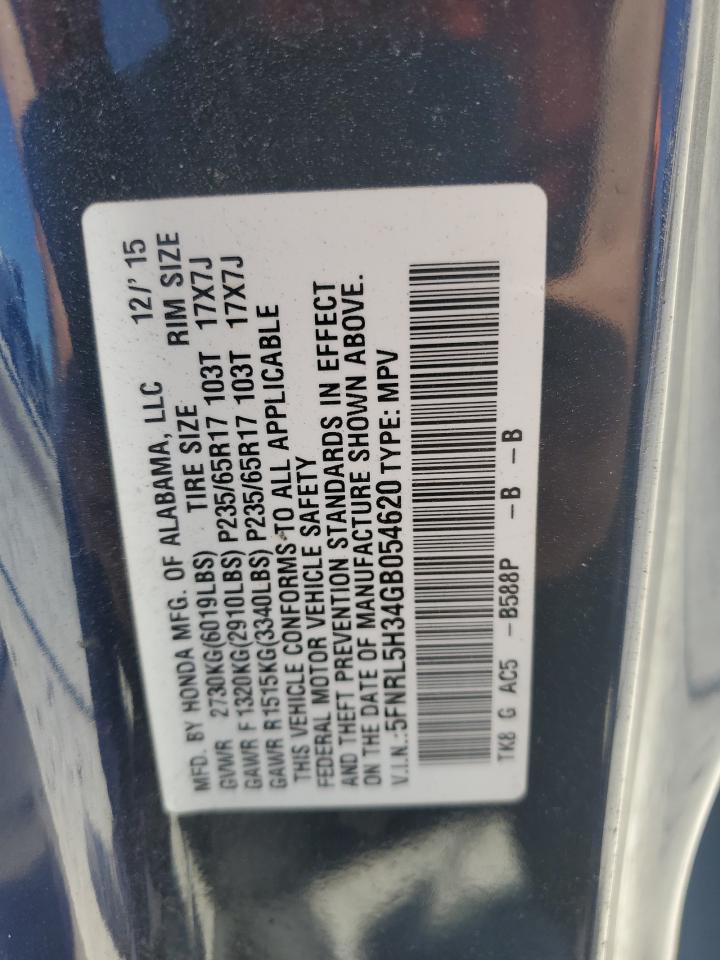 MFD. BY HONDA MFG. OF ALABAMA, LLC 12/' 15
GVWR 2730KG(6019LBS) TIRE SIZE RIM SIZE
GAWR F 1320KG(2910LBS) P235/65R17 103T 17X7J
GAWR R1515KG(3340LBS) P235/65R17 103T 17X7J
THIS VEHICLE CONFORMS TO ALL APPLICABLE
FEDERAL MOTOR VEHICLE SAFETY
AND THEFT PREVENTION STANDARDS IN EFFECT
ON THE DATE OF MANUFACTURE SHOWN ABOVE.
V.I.N.:5FNRL5H34GB054620 TYPE: MPV
TK8 G AC5 -B588P -B -B